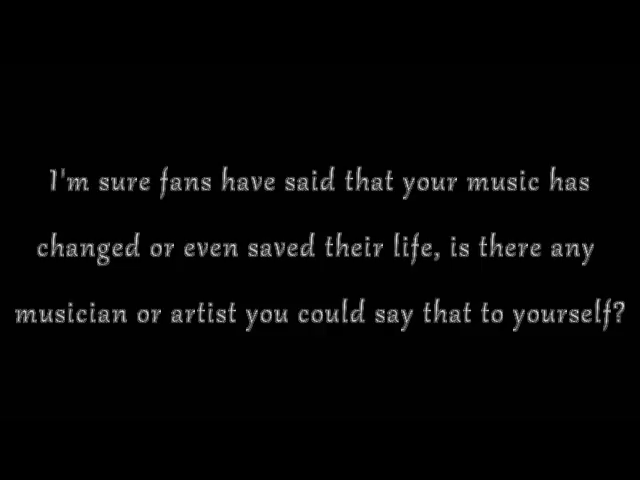 I'm sure fans have said that your music has
changed or even saved their life, is there any
musician or artist you could say that to yourself?